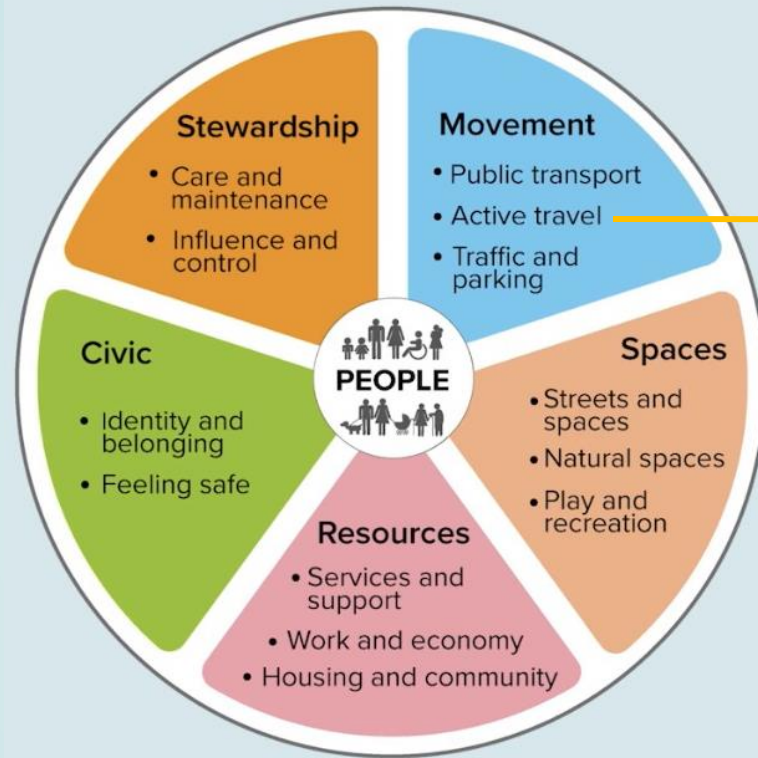 Stewardship
• Care and
maintenance
• Influence and
control
Movement
• Public transport
• Active travel
• Traffic and
parking
Civic
• Identity and
belonging
• Feeling safe
PEOPLE
Spaces
• Streets and
spaces
• Natural spaces
• Play and
recreation
Resources
• Services and
support
• Work and economy
• Housing and community